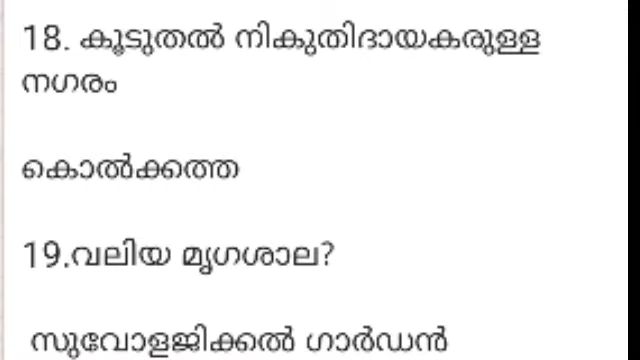 18. കൂടുതൽ നികുതിദായകരുള്ള
നഗരം
കൊൽക്കത്ത
19.വലിയ മൃഗശാല?
സുവോളജിക്കൽ ഗാർഡൻ